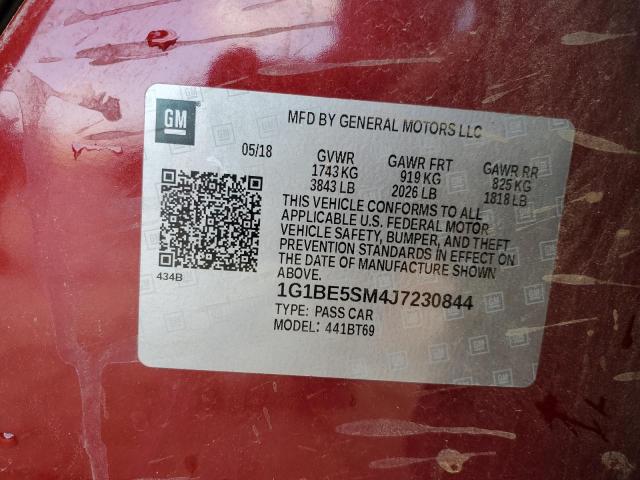 GM
MFD BY GENERAL MOTORS LLC
05/18 GVWR GAWR FRT GAWR RR
1743 KG 919 KG 825 KG
3843 LB 2026 LB 1818 LB
THIS VEHICLE CONFORMS TO ALL
APPLICABLE U.S. FEDERAL MOTOR
VEHICLE SAFETY, BUMPER, AND THEFT
PREVENTION STANDARDS IN EFFECT ON
THE DATE OF MANUFACTURE SHOWN
ABOVE.
434B
1G1BE5SM4J7230844
TYPE: PASS CAR
MODEL: 441BT69